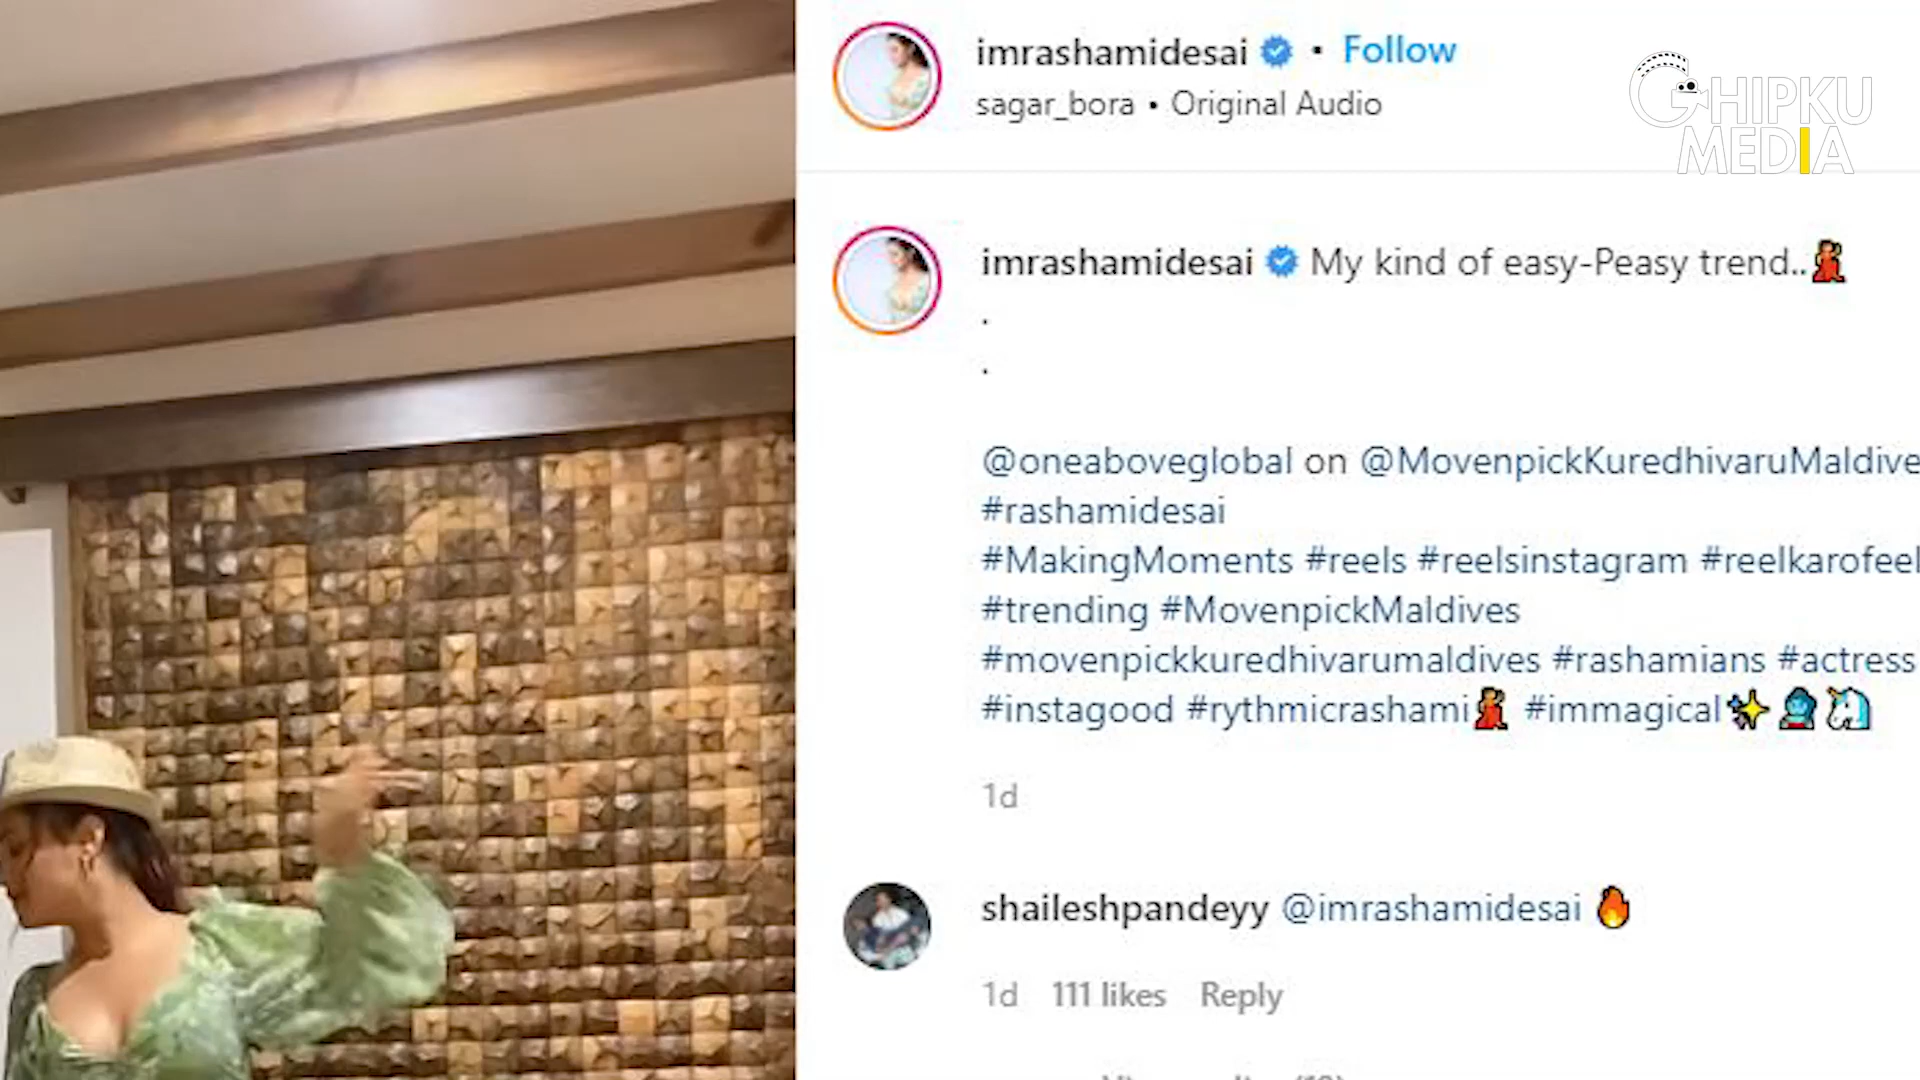 imrashamidesai • Follow
sagar_bora • Original Audio
GHIPKU
MEDIA
imrashamidesai My kind of easy-Peasy trend..💃
.
.
@oneaboveglobal on @MovenpickKuredhivaruMaldive
#rashamidesai
#MakingMoments #reels #reelsinstagram #reelkarofeel
#trending #MovenpickMaldives
#movenpickkuredhivarumaldives #rashamians #actress
#instagood #rythmicrashami💃 #immagical✨🧞‍♀️🦄
1d
shaileshpandeyy @imrashamidesai 🔥
1d 111 likes Reply